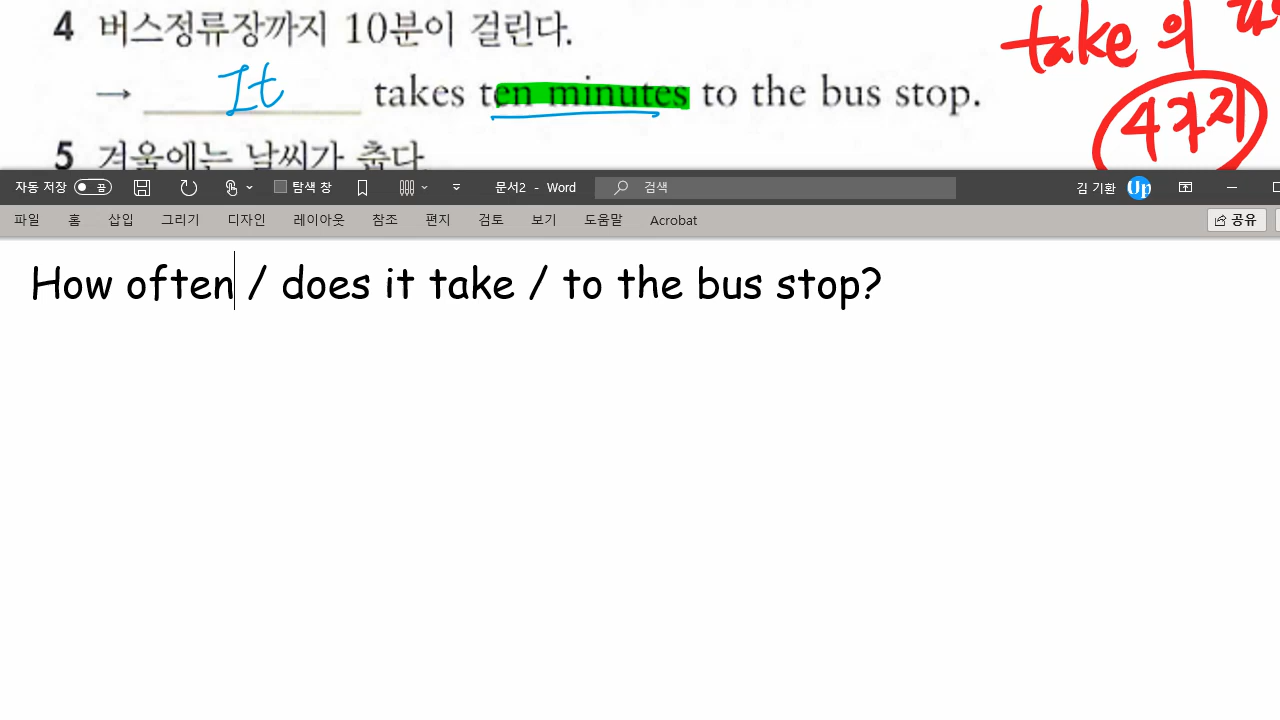 4 버스정류장까지 10분이 걸린다.
take 의
→ It takes ten minutes to the bus stop.
4가지
5 겨울에는 날씨가 춥다.
자동 저장 끔 탐색 창 문서2 - Word 검색 김 기환 Up
파일 홈 삽입 그리기 디자인 레이아웃 참조 편지 검토 보기 도움말 Acrobat 공유
How often / does it take / to the bus stop?